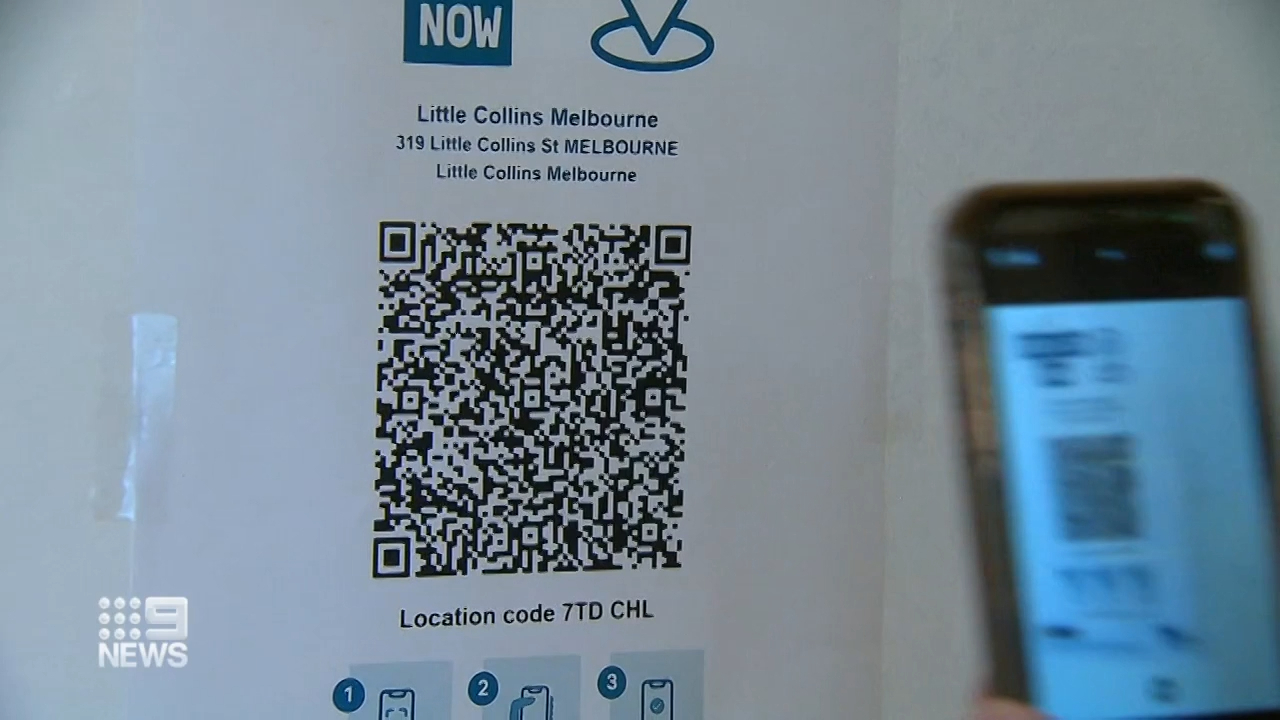 NOW
Little Collins Melbourne
319 Little Collins St MELBOURNE
Little Collins Melbourne
Location code 7TD CHL
1 2 3
9
NEWS